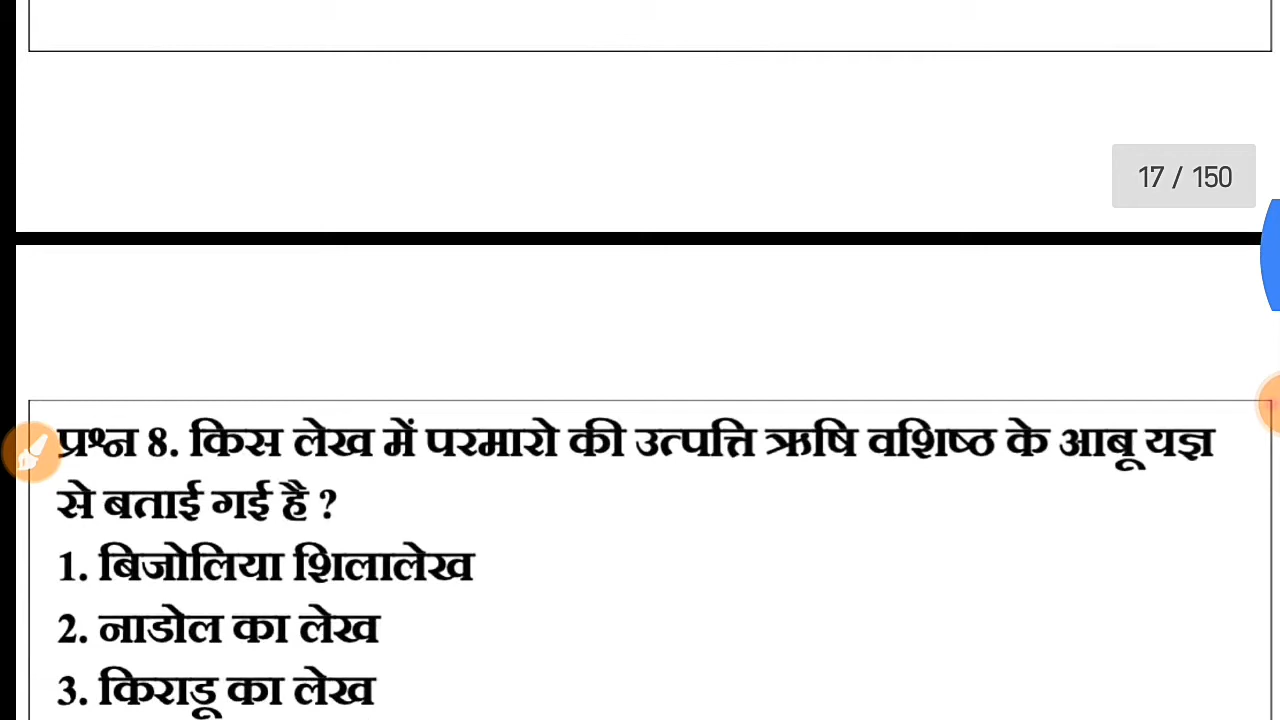 17 / 150
प्रश्न 8. किस लेख में परमारो की उत्पत्ति ऋषि वशिष्ठ के आबू यज्ञ
से बताई गई है ?
1. बिजोलिया शिलालेख
2. नाडोल का लेख
3. किराडू का लेख